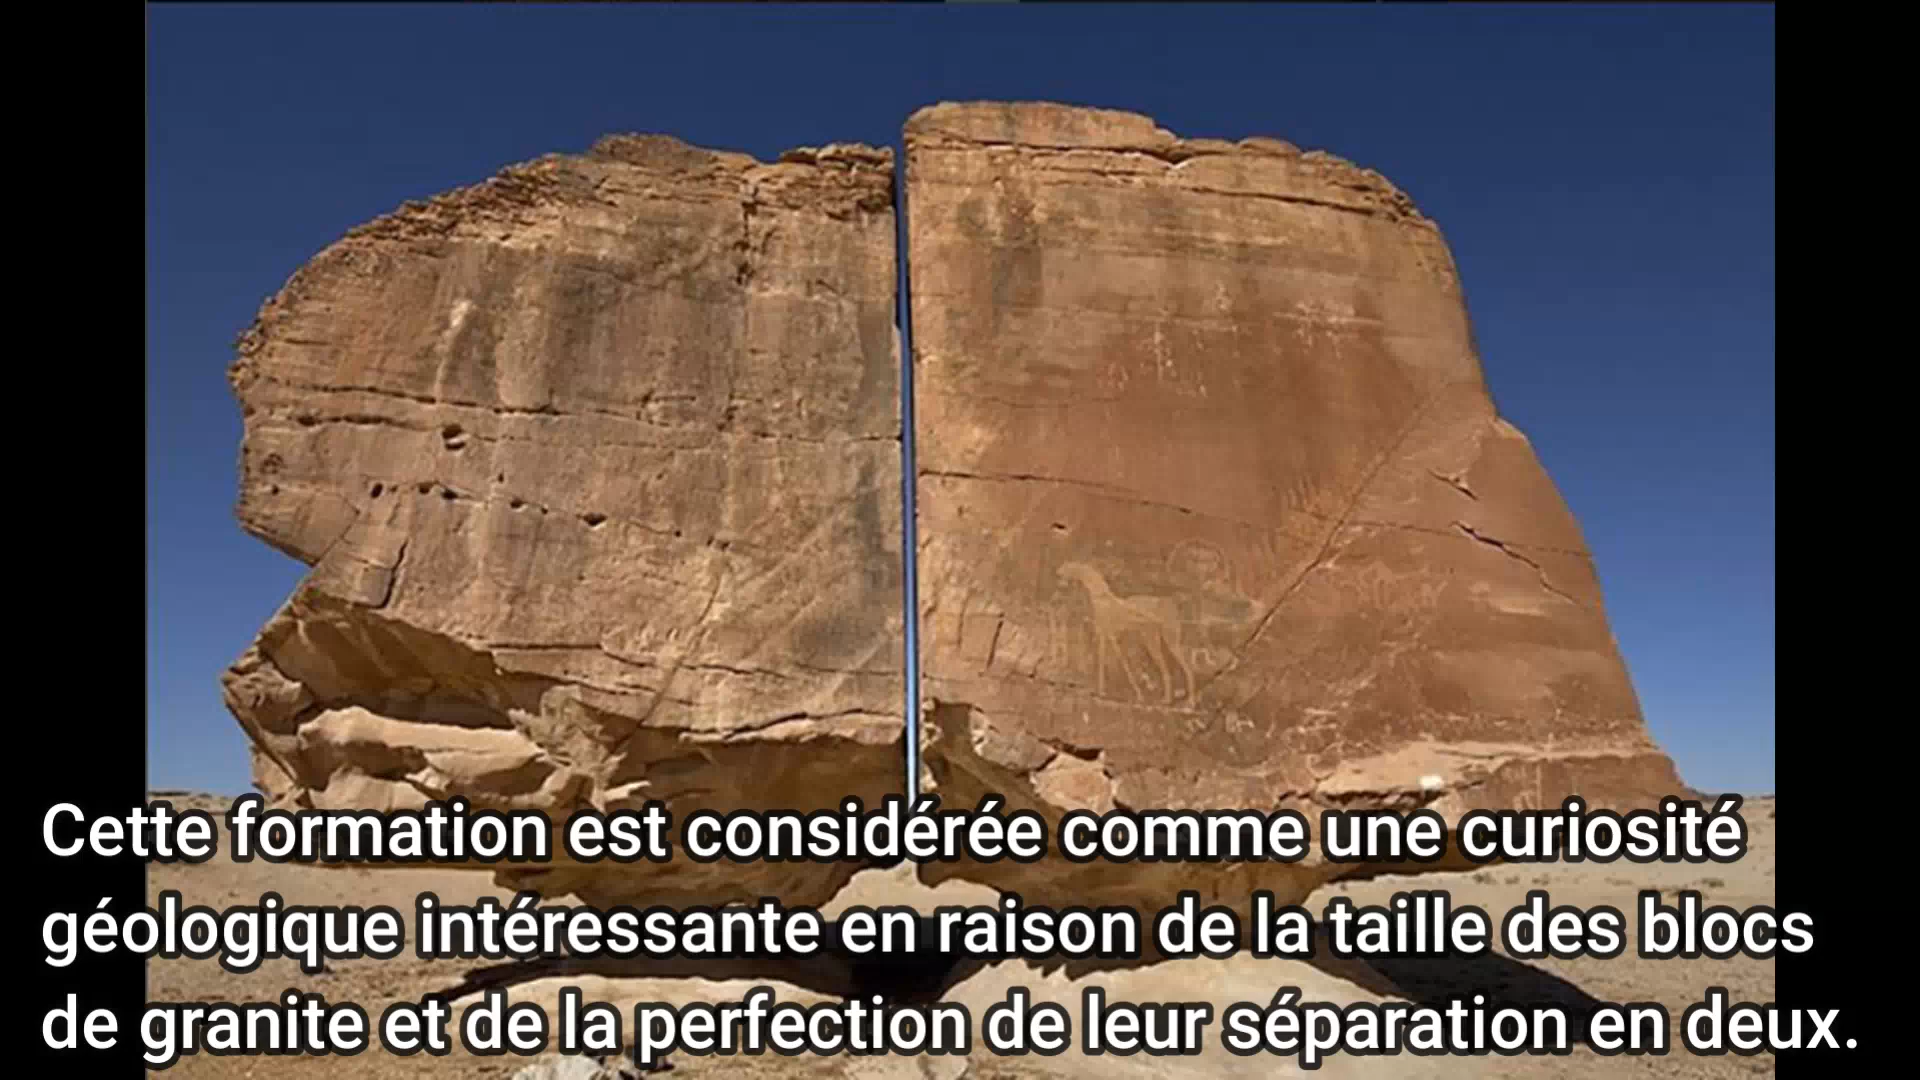 Cette formation est considérée comme une curiosité
géologique intéressante en raison de la taille des blocs
de granite et de la perfection de leur séparation en deux.